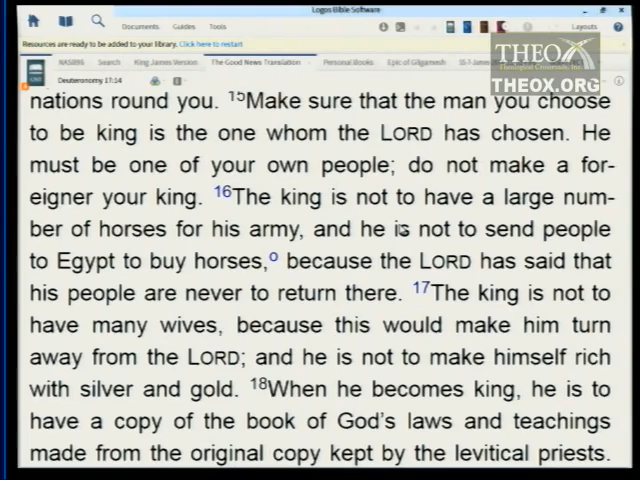 Logos Bible Software
Documents Guides Tools Layouts
Resources are ready to be added to your library. Click here to restart
NASB95 Search King James Version The Good News Translation Personal Books Epic of Gilgamesh
THEOX
THEOX.ORG
Deuteronomy 17:14
nations round you. 15Make sure that the man you choose
to be king is the one whom the LORD has chosen. He
must be one of your own people; do not make a for-
eigner your king. 16The king is not to have a large num-
ber of horses for his army, and he is not to send people
to Egypt to buy horses,o because the LORD has said that
his people are never to return there. 17The king is not to
have many wives, because this would make him turn
away from the LORD; and he is not to make himself rich
with silver and gold. 18When he becomes king, he is to
have a copy of the book of God's laws and teachings
made from the original copy kept by the levitical priests.